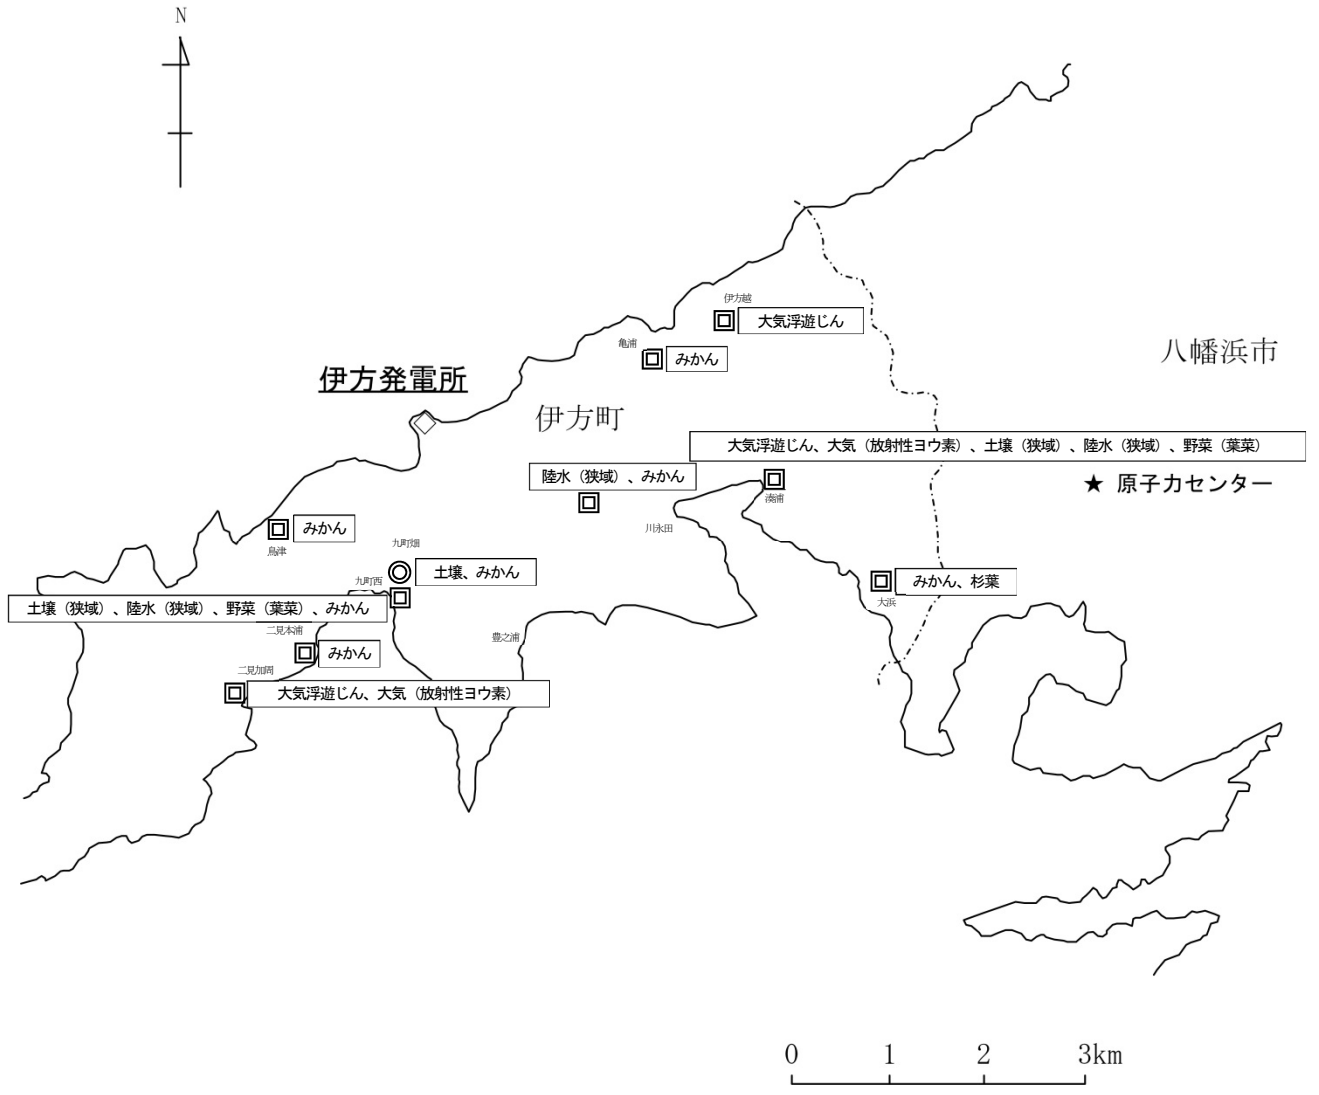 N
伊方越
大気浮遊じん
亀浦
みかん
八幡浜市
伊方発電所
伊方町
大気浮遊じん、大気（放射性ヨウ素）、土壌（狭域）、陸水（狭域）、野菜（葉菜）
陸水（狭域）、みかん
★ 原子力センター
湊浦
川永田
みかん
鳥津
九町畑
土壌、みかん
九町西
みかん、杉葉
大浜
土壌（狭域）、陸水（狭域）、野菜（葉菜）、みかん
二見本浦
豊之浦
みかん
二見加周
大気浮遊じん、大気（放射性ヨウ素）
0 1 2 3km